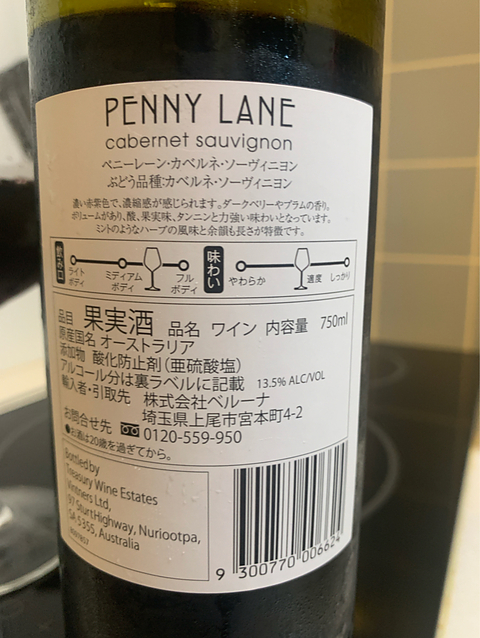 PENNY LANE
cabernet sauvignon
ペニーレーン・カベルネ・ソーヴィニヨン
ぶどう品種:カベルネ・ソーヴィニヨン
濃い赤紫色で、濃縮感が感じられます。ダークベリーやプラムの香り。
ボリュームがあり、酸、果実味、タンニンと力強い味わいとなっています。
ミントのようなハーブの風味と余韻も長さが特徴です。
飲み口 ライトボディ ミディアムボディ フルボディ 味わい やわらか 適度 しっかり
品目 果実酒 品名 ワイン 内容量 750ml
原産国名 オーストラリア
添加物 酸化防止剤(亜硫酸塩)
アルコール分は裏ラベルに記載 13.5% ALC/VOL
輸入者・引取先 株式会社ベルーナ
埼玉県上尾市宮本町4-2
お問合せ先 0120-559-950
●お酒は20歳を過ぎてから。
Bottled by
Treasury Wine Estates
Vintners Ltd,
97 SturtHighway, Nuriootpa,
SA 5355, Australia
9 300770 006624